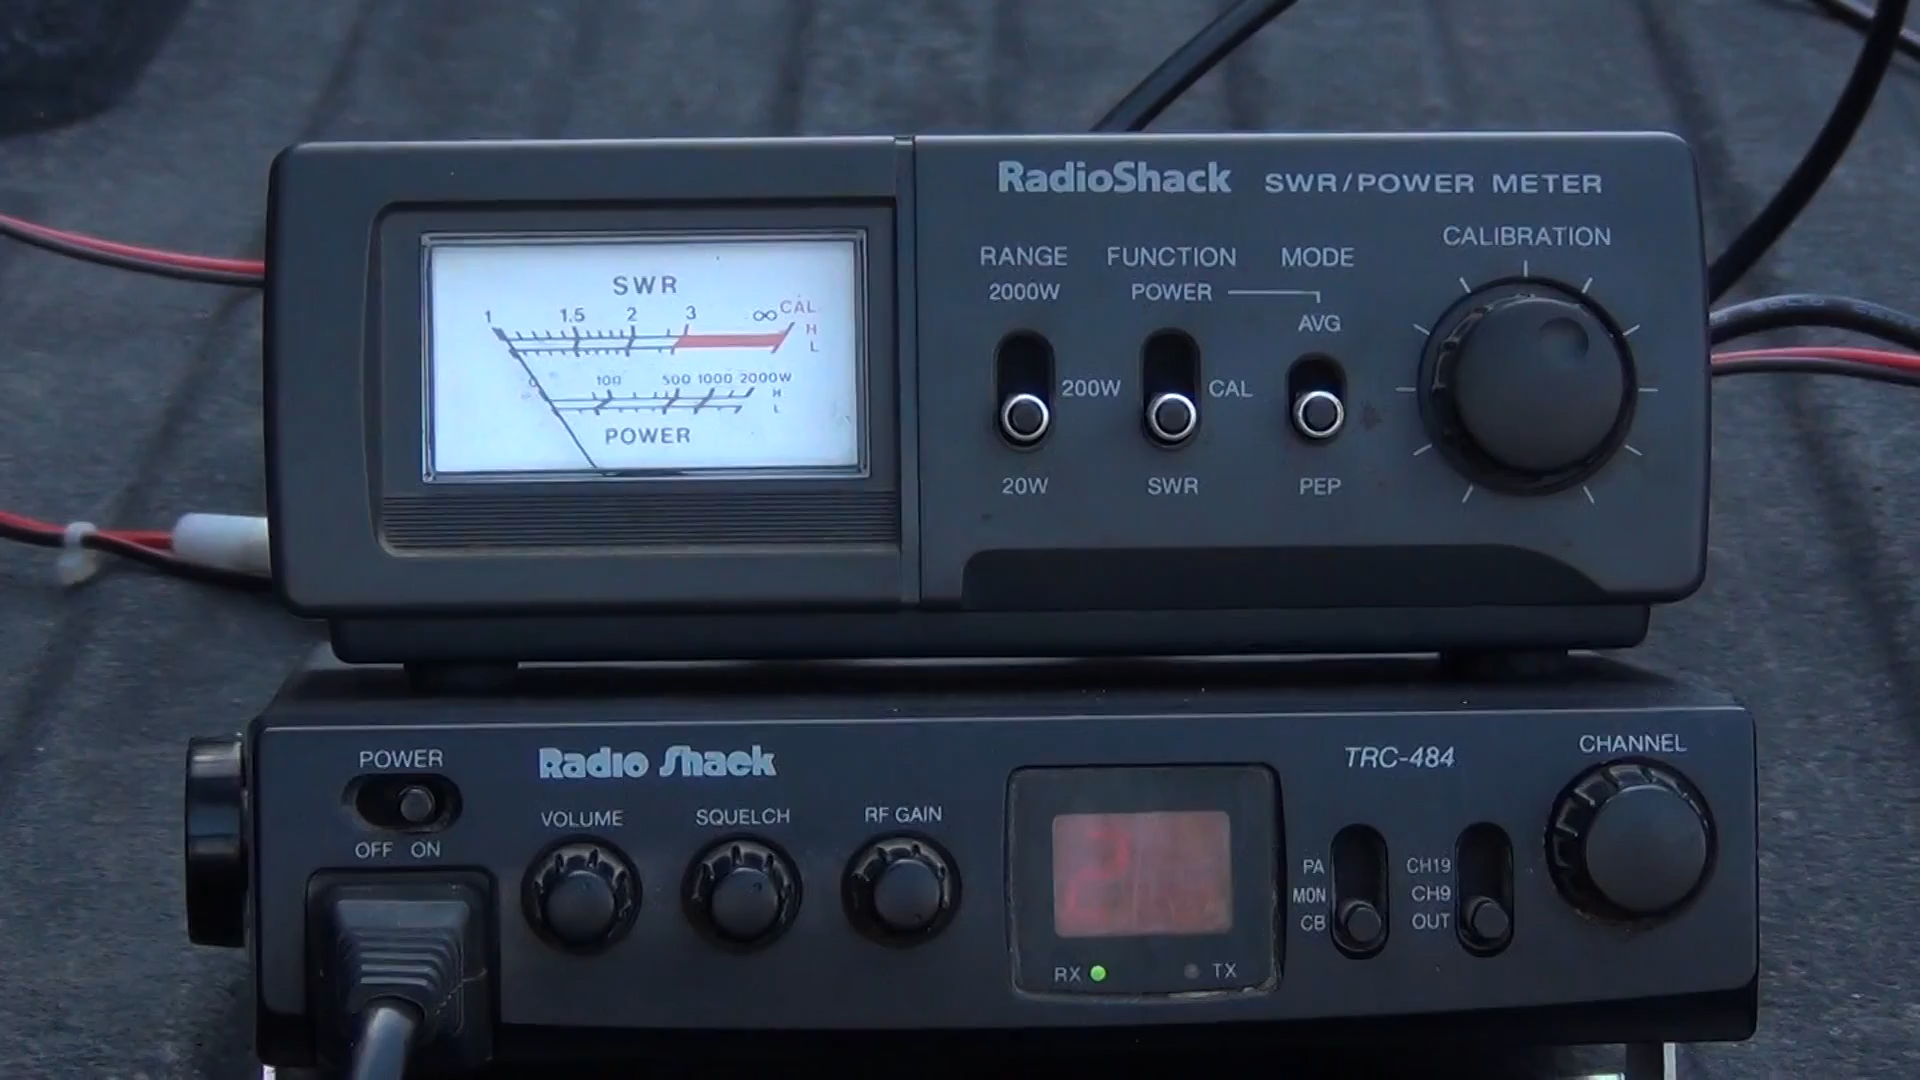 RadioShack SWR/POWER METER
CALIBRATION
RANGE FUNCTION MODE
2000W POWER
AVG
200W CAL
20W SWR PEP
SWR
CAL
1 1.5 2 3 ∞
H
L
0 100 500 1000 2000W
H
L
POWER
POWER
OFF ON
Radio Shack
VOLUME SQUELCH RF GAIN
TRC-484
CHANNEL
PA
MON
CB
CH19
CH9
OUT
RX TX